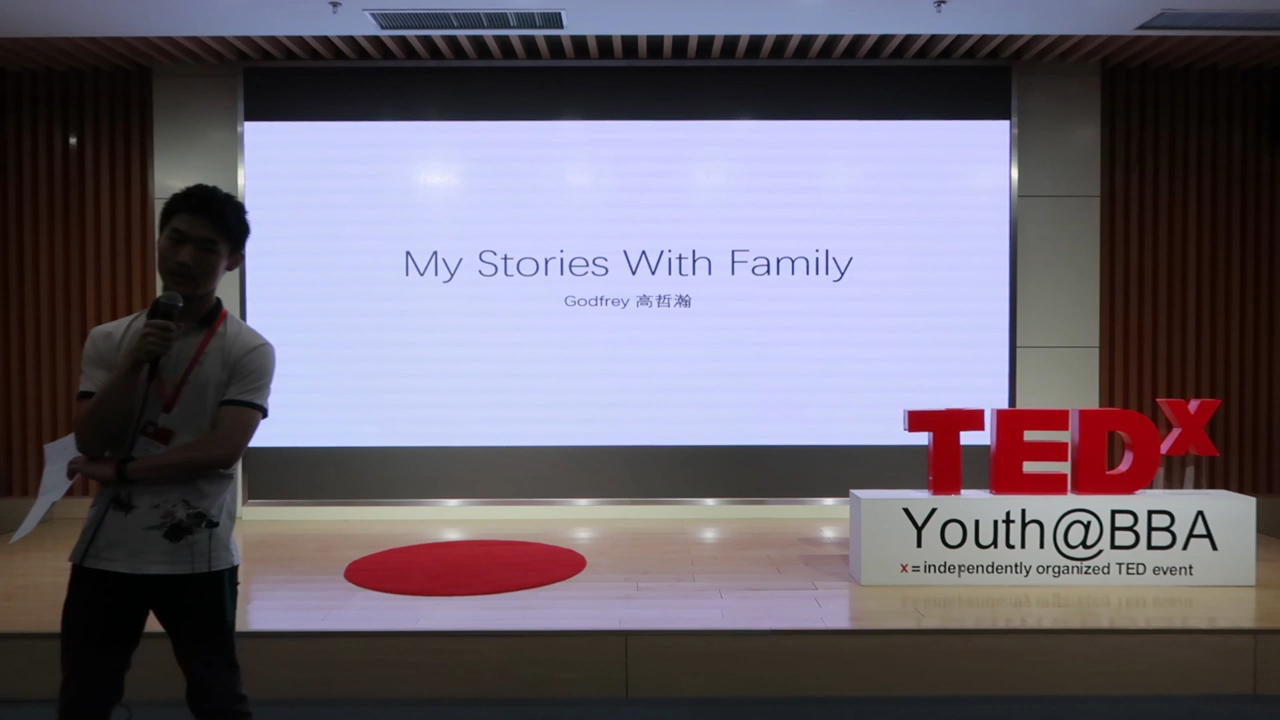 My Stories With Family
Godfrey 高哲瀚
TEDx
Youth@BBA
x=independently organized TED event